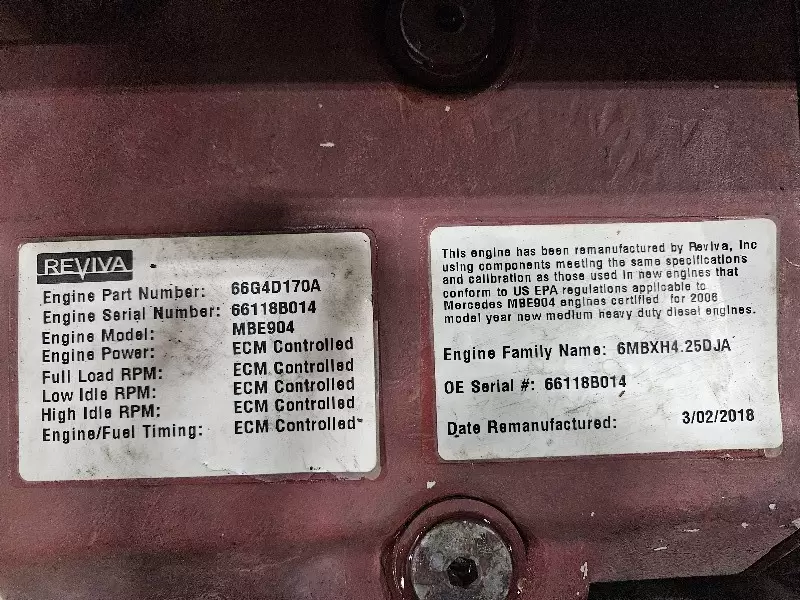 REVIVA
Engine Part Number: 66G4D170A
Engine Serial Number: 66118B014
Engine Model: MBE904
Engine Power: ECM Controlled
Full Load RPM: ECM Controlled
Low Idle RPM: ECM Controlled
High Idle RPM: ECM Controlled
Engine/Fuel Timing: ECM Controlled
This engine has been remanufactured by Reviva, Inc
using components meeting the same specifications
and calibration as those used in new engines that
conform to US EPA regulations applicable to
Mercedes MBE904 engines certified for 2006
model year new medium heavy duty diesel engines.
Engine Family Name: 6MBXH4.25DJA
OE Serial #: 66118B014
Date Remanufactured: 3/02/2018